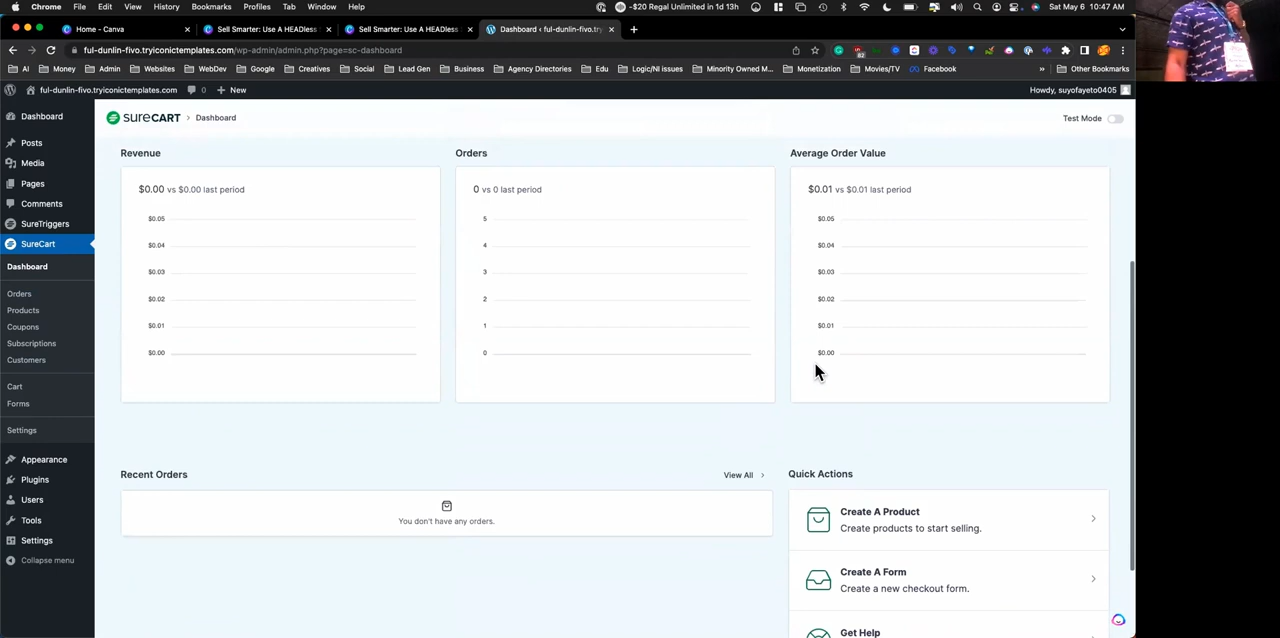 Chrome File Edit View History Bookmarks Profiles Tab Window Help
-$20 Regal Unlimited in 1d 13h
Sat May 6 10:47 AM
Home - Canva
Sell Smarter: Use A HEADless
Sell Smarter: Use A HEADless
Dashboard ‹ ful-dunlin-fivo.try
ful-dunlin-fivo.tryiconictemplates.com/wp-admin/admin.php?page=sc-dashboard
AI Money Admin Websites WebDev Google Creatives Social Lead Gen Business Agency Directories Edu Logic/NI issues Minority Owned M... Monetization Movies/TV Facebook » Other Bookmarks
ful-dunlin-fivo.tryiconictemplates.com 0 + New
Howdy, suyofayeto0405
Dashboard
Posts
Media
Pages
Comments
SureTriggers
SureCart
Dashboard
Orders
Products
Coupons
Subscriptions
Customers
Cart
Forms
Settings
Appearance
Plugins
Users
Tools
Settings
Collapse menu
SURECART › Dashboard
Test Mode
Revenue
$0.00 vs $0.00 last period
$0.05
$0.04
$0.03
$0.02
$0.01
$0.00
Orders
0 vs 0 last period
5
4
3
2
1
0
Average Order Value
$0.01 vs $0.01 last period
$0.05
$0.04
$0.03
$0.02
$0.01
$0.00
Recent Orders
View All
You don't have any orders.
Quick Actions
Create A Product
Create products to start selling.
Create A Form
Create a new checkout form.
Get Help